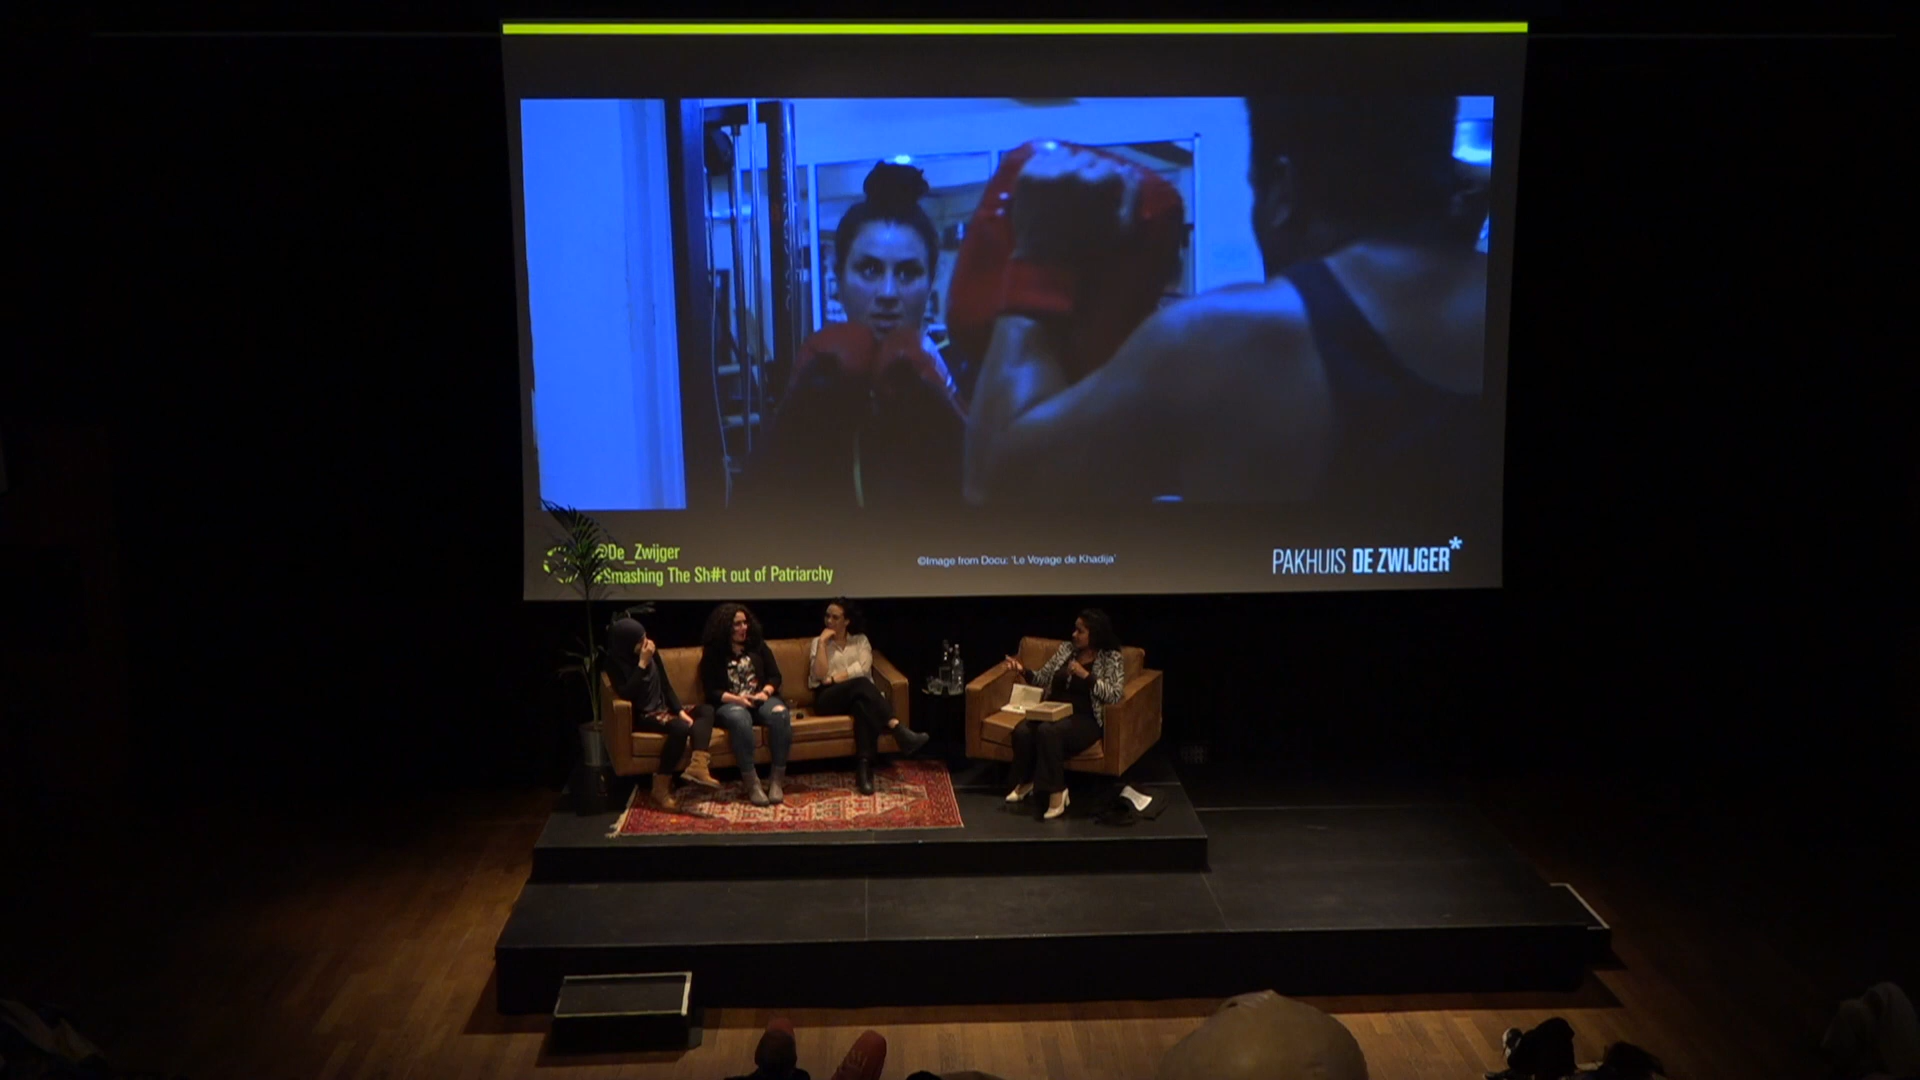 @De_Zwijger
#Smashing The Sh#t out of Patriarchy
©Image from Docu: 'Le Voyage de Khadija'
PAKHUIS DE ZWIJGER*